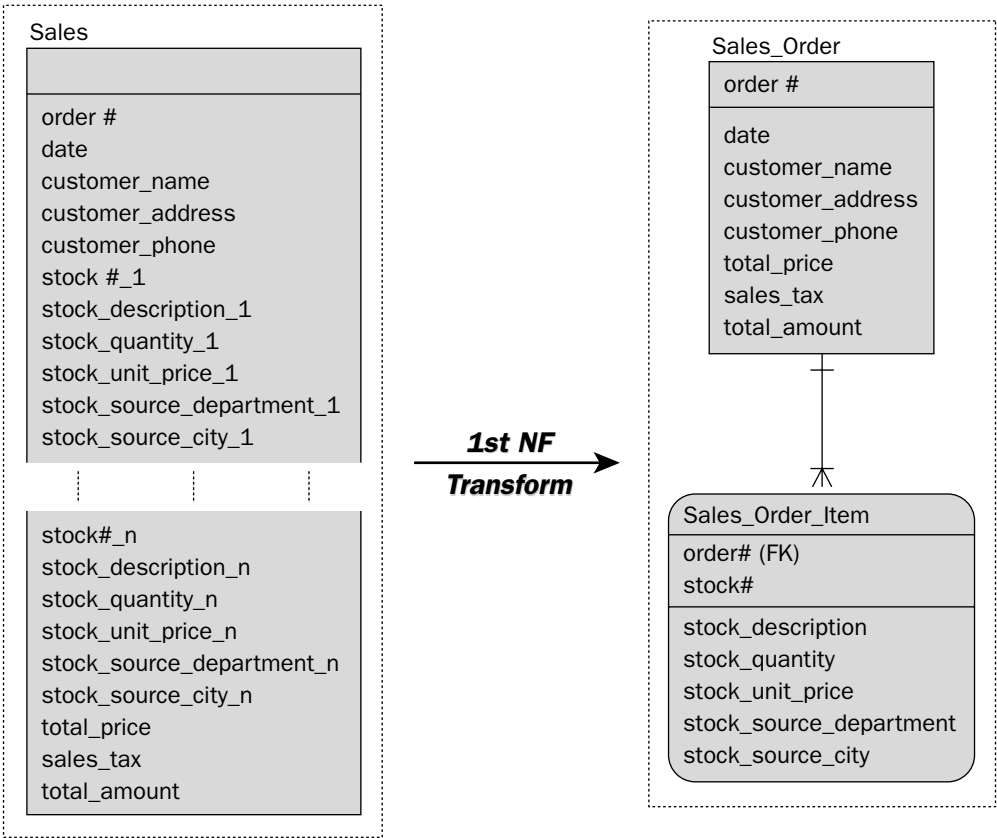 Sales
order #
date
customer_name
customer_address
customer_phone
stock #_1
stock_description_1
stock_quantity_1
stock_unit_price_1
stock_source_department_1
stock_source_city_1
stock#_n
stock_description_n
stock_quantity_n
stock_unit_price_n
stock_source_department_n
stock_source_city_n
total_price
sales_tax
total_amount
1st NF
Transform
Sales_Order
order #
date
customer_name
customer_address
customer_phone
total_price
sales_tax
total_amount
Sales_Order_Item
order# (FK)
stock#
stock_description
stock_quantity
stock_unit_price
stock_source_department
stock_source_city